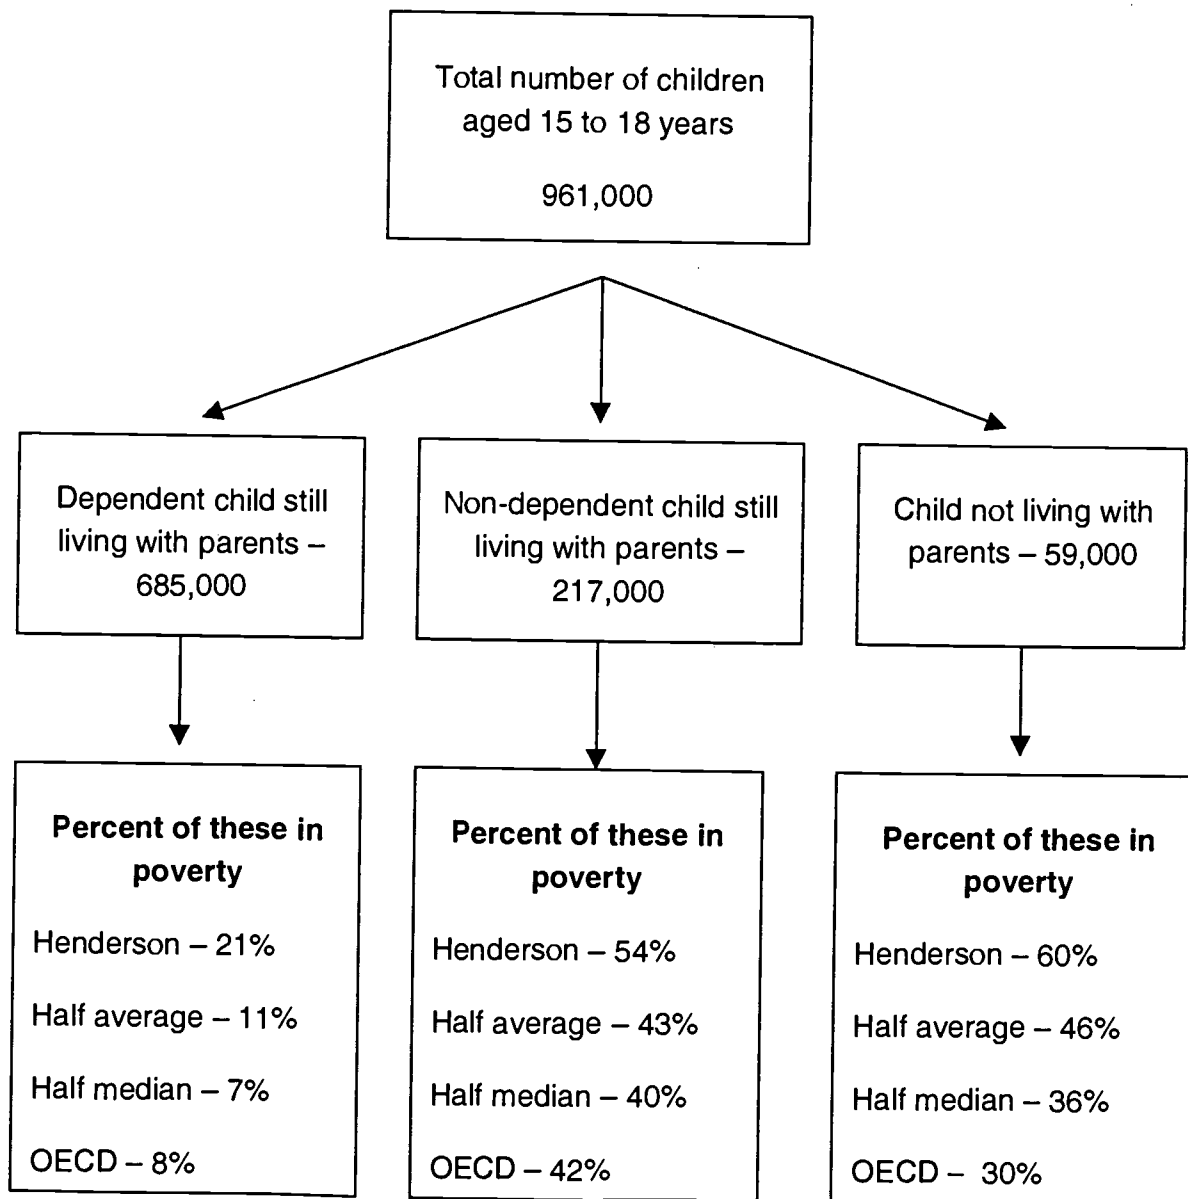 Total number of children
aged 15 to 18 years
961,000
Dependent child still
living with parents –
685,000
Non-dependent child still
living with parents –
217,000
Child not living with
parents – 59,000
Percent of these in
poverty
Henderson – 21%
Half average – 11%
Half median – 7%
OECD – 8%
Percent of these in
poverty
Henderson – 54%
Half average – 43%
Half median – 40%
OECD – 42%
Percent of these in
poverty
Henderson – 60%
Half average – 46%
Half median – 36%
OECD – 30%